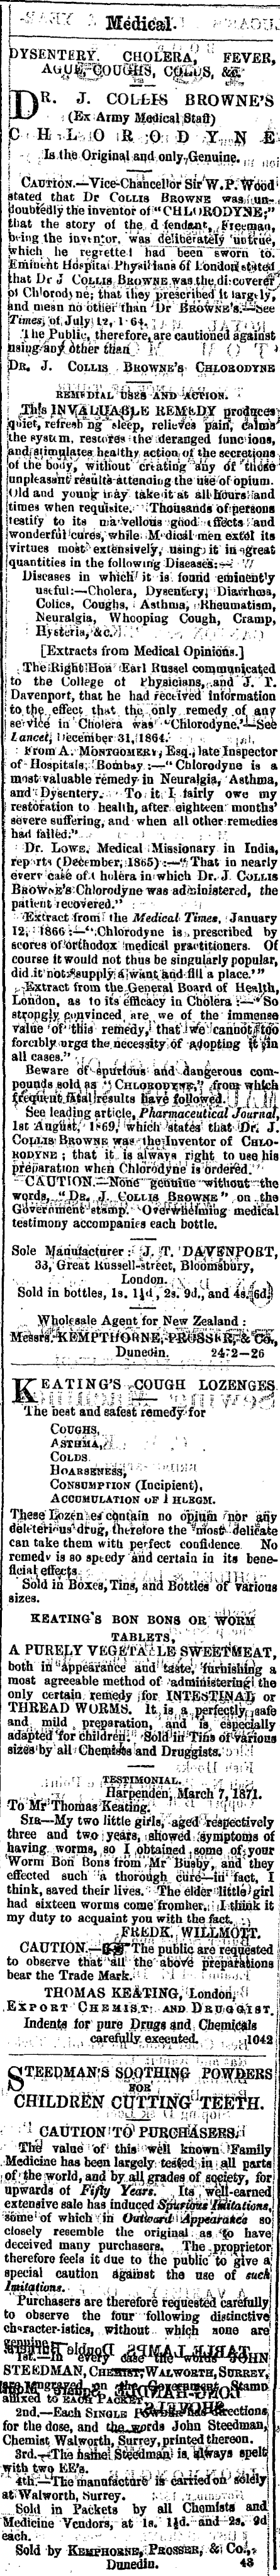 Medical.
DYSENTERY. CHOLERA, FEVER,
AGUE, COUGHS, COLDS, &c.
DR. J. COLLIS BROWNE'S
(Ex Army Medical Staff)
CHLORODYNE
Is the Original and only Genuine.
CAUTION.—Vice-Chancellor Sir W. P. Wood
stated that Dr COLLIS BROWNE was un-
doubtedly the inventor of "CHLORODYNE;"
that the story of the defendant, Freeman,
being the inventor, was deliberately untrue,
which he regretted had been sworn to.
Eminent Hospital Physicians of London stated
that Dr J COLLIS BROWNE was the discoverer
of Chlorodyne; that they prescribed it largely,
and mean no other than Dr BROWNE'S.—See
Times, of July 12, 1864.
The Public, therefore, are cautioned against
using any other than
DR. J. COLLIS BROWNE'S CHLORODYNE
REMEDIAL USES AND ACTION.
This INVALUABLE REMEDY produces
quiet, refreshing sleep, relieves pain, calms
the system, restores the deranged functions,
and stimulates healthy action of the secretions
of the body, without creating any of those
unpleasant results attending the use of opium.
Old and young may take it at all hours and
times when requisite. Thousands of persons
testify to its marvellous good effects and
wonderful cures, while Medical men extol its
virtues most extensively, using it in great
quantities in the following Diseases:—
Diseases in which it is found eminently
useful:—Cholera, Dysentery, Diarrhœa,
Colics, Coughs, Asthma, Rheumatism,
Neuralgia, Whooping Cough, Cramp,
Hysteria, &c.
[Extracts from Medical Opinions.]
The Right Hon Earl Russel communicated
to the College of Physicians, and J. T.
Davenport, that he had received information
to the effect that the only remedy of any
service in Cholera was "Chlorodyne."—See
Lancet, December 31, 1864.
From A. MONTGOMERY, Esq., late Inspector
of Hospitals, Bombay:—"Chlorodyne is a
most valuable remedy in Neuralgia, Asthma,
and Dysentery. To it I fairly owe my
restoration to health, after eighteen months'
severe suffering, and when all other remedies
had failed."
Dr. LOWE. Medical Missionary in India,
reports (December, 1865):—"That in nearly
every case of Cholera in which Dr. J. COLLIS
BROWNE'S Chlorodyne was administered, the
patient recovered."
Extract from the Medical Times, January
12, 1866:—"Chlorodyne is prescribed by
scores of orthodox medical practitioners. Of
course it would not thus be singularly popular,
did it not 'supply a want and fill a place.'"
Extract from the General Board of Health,
London, as to its efficacy in Cholera:—"So
strongly convinced are we of the immense
value of this remedy, that we cannot too
forcibly urge the necessity of adopting it in
all cases."
Beware of spurious and dangerous com-
pounds sold as "CHLORODYNE," from which
frequent fatal results have followed.
See leading article, Pharmaceutical Journal,
1st August, 1869, which states that Dr. J.
COLLIS BROWNE was the Inventor of CHLO-
RODYNE; that it is always right to use his
preparation when Chlorodyne is ordered.
CAUTION.—None genuine without the
words, "DR. J. COLLIS BROWNE" on the
Government stamp. Overwhelming medical
testimony accompanies each bottle.
Sole Manufacturer: J. T. DAVENPORT,
33, Great Russell-street, Bloomsbury,
London.
Sold in bottles, 1s. 1½d, 2s. 9d., and 4s. 6d.
Wholesale Agent for New Zealand:
Messrs. KEMPTHORNE, PROSSER, & Co.,
Dunedin. 24-2-26
KEATING'S COUGH LOZENGES
The best and safest remedy for
COUGHS,
ASTHMA,
COLDS
HOARSENESS,
CONSUMPTION (Incipient),
ACCUMULATION OF PHLEGM.
These Lozenges contain no opium nor any
deleterious drug, therefore the most delicate
can take them with perfect confidence No
remedy is so speedy and certain in its bene-
ficial effects
Sold in Boxes, Tins, and Bottles of various
sizes.
KEATING'S BON BONS OR WORM
TABLETS,
A PURELY VEGETABLE SWEETMEAT,
both in appearance and taste, furnishing a
most agreeable method of administering the
only certain remedy for INTESTINAL or
THREAD WORMS. It is a perfectly safe
and mild preparation, and is especially
adapted for children. Sold in Tins of various
sizes by all Chemists and Druggists.
TESTIMONIAL.
Harpenden, March 7, 1871.
To Mr Thomas Keating.
SIR—My two little girls, aged respectively
three and two years, showed symptoms of
having worms, so I obtained some of your
Worm Bon Bons from Mr Busby, and they
effected such a thorough cure—in fact, I
think, saved their lives. The elder little girl
had sixteen worms come from her. I think it
my duty to acquaint you with the fact.
FREDK. WILLMOTT.
CAUTION.—The public are requested
to observe that all the above preparations
bear the Trade Mark.
THOMAS KEATING, London,
EXPORT CHEMIST AND DRUGGIST.
Indents for pure Drugs and Chemicals
carefully executed. 1042
STEEDMAN'S SOOTHING POWDERS
FOR
CHILDREN CUTTING TEETH.
CAUTION TO PURCHASERS.
The value of this well known Family
Medicine has been largely tested in all parts
of the world, and by all grades of society, for
upwards of Fifty Years. Its well-earned
extensive sale has induced Spurious Imitations,
some of which in Outward Appearance so
closely resemble the original as to have
deceived many purchasers. The proprietor
therefore feels it due to the public to give a
special caution against the use of such
Imitations.
Purchasers are therefore requested carefully
to observe the four following distinctive
character-istics, without which none are
genuine:
1st.—In every case the words JOHN
STEEDMAN, CHEMIST, WALWORTH, SURREY,
are engraved on the Government Stamp
affixed to EACH PACKET.
2nd.—Each SINGLE POWDER has directions
for the dose, and the words John Steedman,
Chemist Walworth, Surrey, printed thereon.
3rd.—The name Steedman is always spelt
with two EE's.
4th.—The manufacture is carried on solely
at Walworth, Surrey.
Sold in Packets by all Chemists and
Medicine Vendors, at 1s. 1½d. and 2s. 9d
each.
Sold by KEMPHORNE, PROSSER, & Co.,
Dunedin. 43